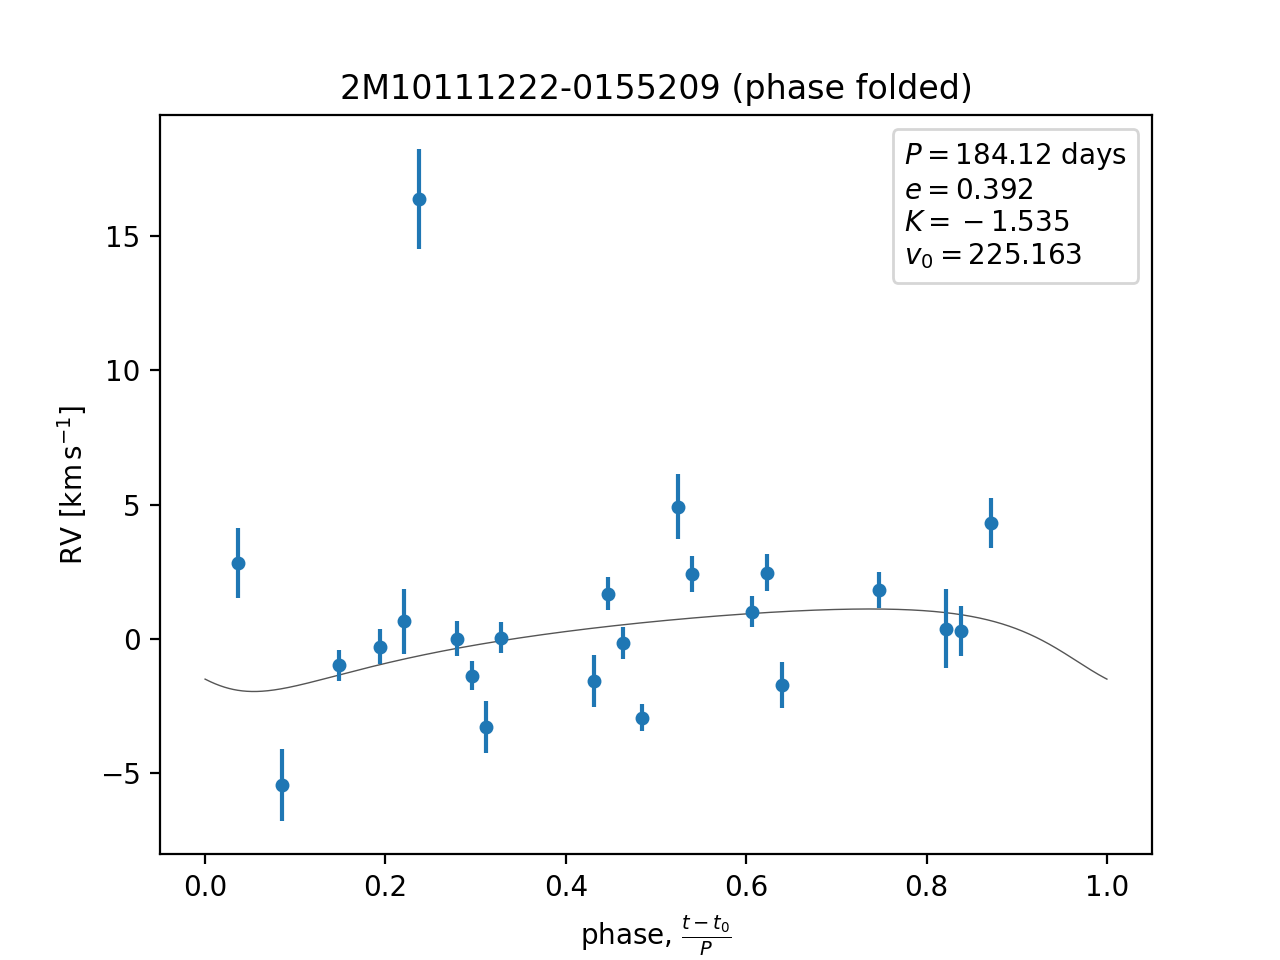 2M10111222-0155209 (phase folded)
P = 184.12 days
e = 0.392
K = −1.535
v₀ = 225.163
15
10
5
0
−5
RV [km s⁻¹]
0.0 0.2 0.4 0.6 0.8 1.0
phase, (t − t₀)/P